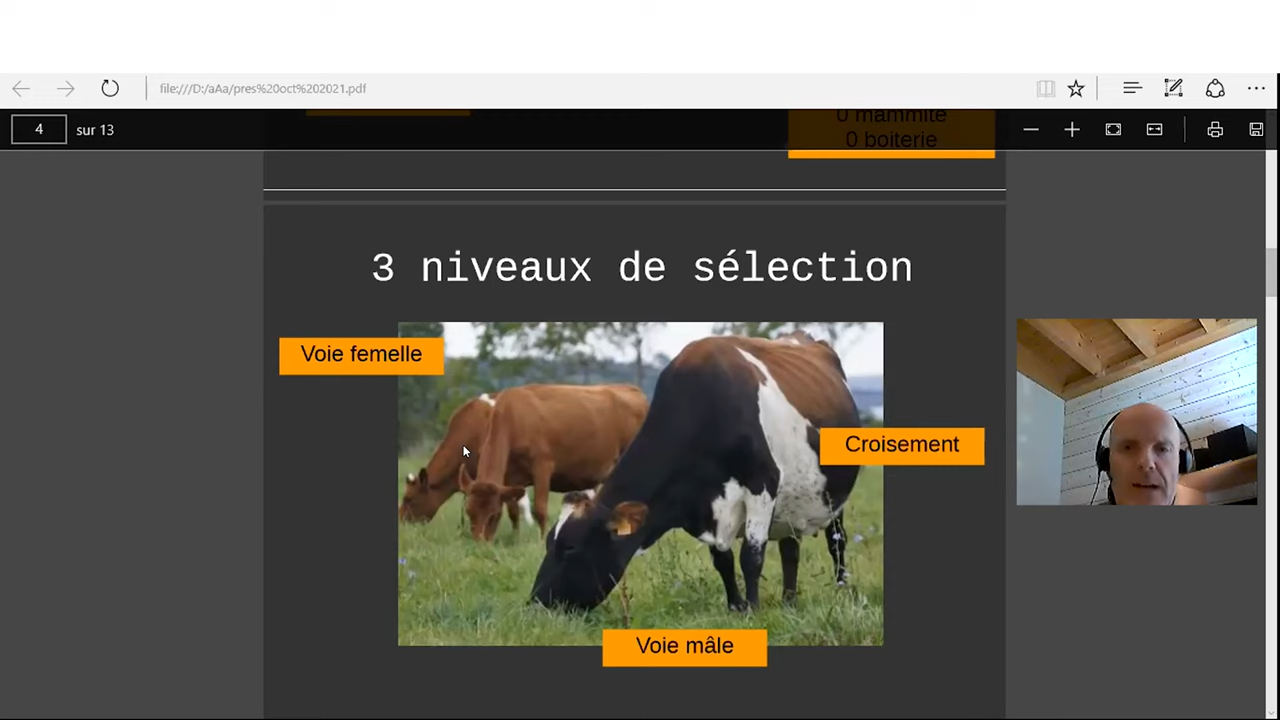 file:///D:/aAa/pres%20oct%202021.pdf
4 sur 13
0 mammite
0 boiterie
3 niveaux de sélection
Voie femelle
Croisement
Voie mâle